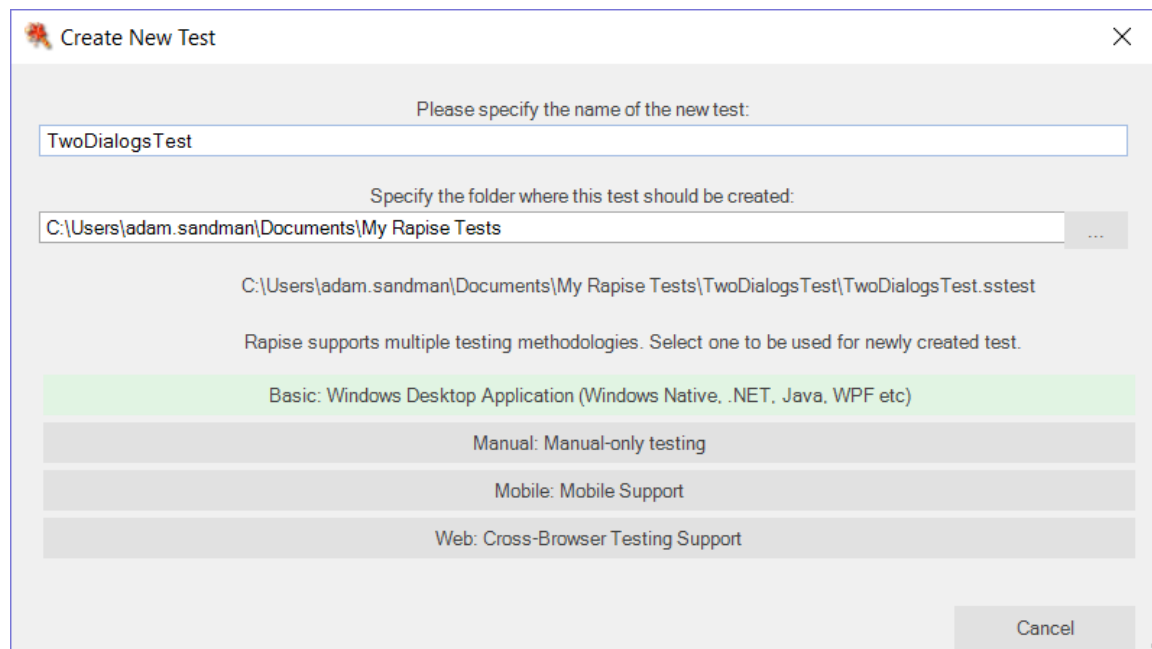 Create New Test
Please specify the name of the new test:
TwoDialogsTest
Specify the folder where this test should be created:
C:\Users\adam.sandman\Documents\My Rapise Tests
...
C:\Users\adam.sandman\Documents\My Rapise Tests\TwoDialogsTest\TwoDialogsTest.sstest
Rapise supports multiple testing methodologies. Select one to be used for newly created test.
Basic: Windows Desktop Application (Windows Native, .NET, Java, WPF etc)
Manual: Manual-only testing
Mobile: Mobile Support
Web: Cross-Browser Testing Support
Cancel